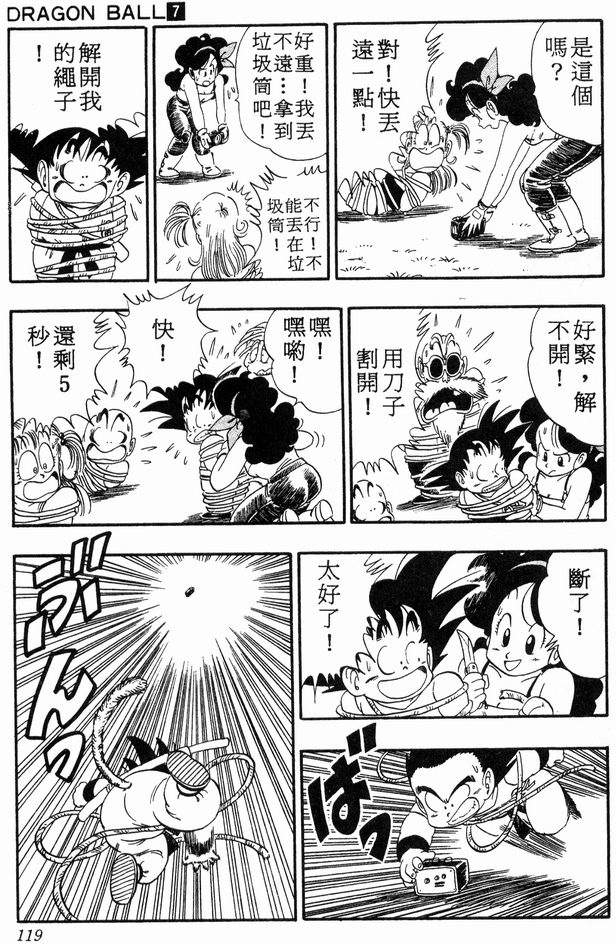 DRAGON BALL 7
是這個
嗎？
對！快丟
遠一點！
好重！我丟
不遠…拿到
垃圾筒吧！
不行！不
能丟在垃
圾筒！
解開我
的繩子
！
好緊，解
不開！
用刀子
割開！
嘿！
嘿喲！
快！
還剩5
秒！
斷了！
太好了！
ばっ
ぶんっ
119